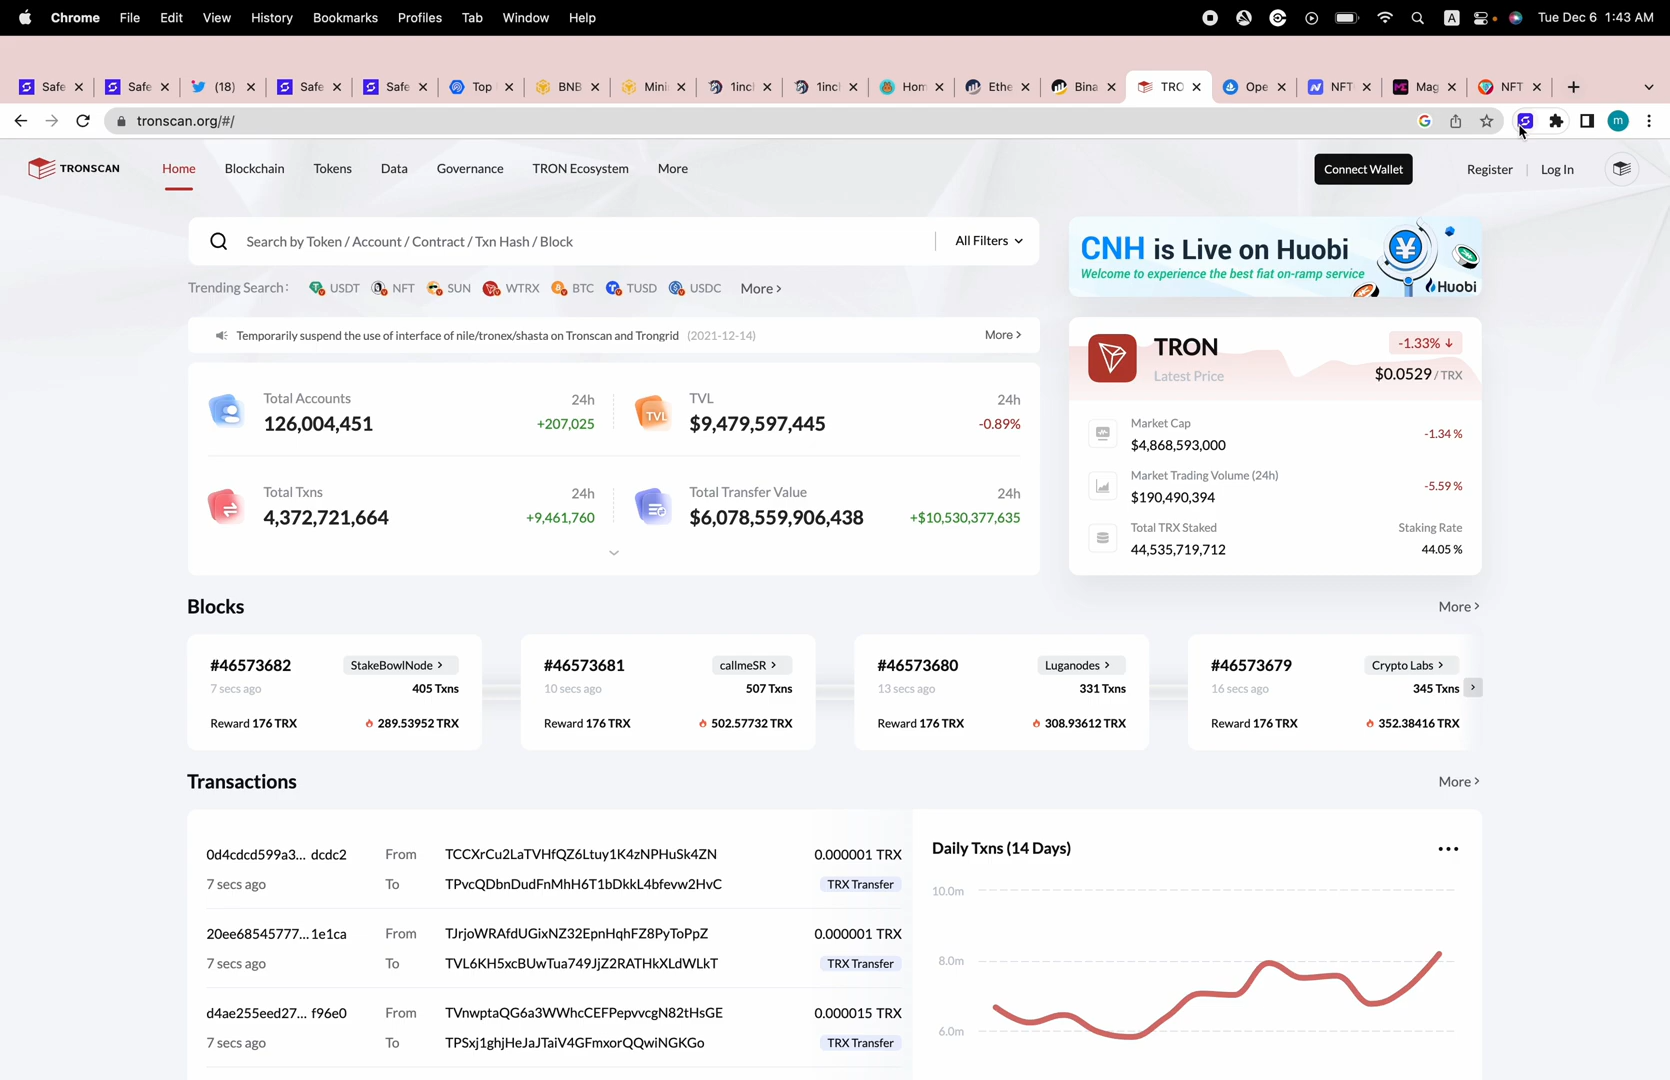 Chrome File Edit View History Bookmarks Profiles Tab Window Help A Tue Dec 6 1:43 AM
Safe Safe (18) Safe Safe Top BNB Mini 1incl 1incl Hom Ethe Bina TRO Ope NFT Mag NFT
tronscan.org/#/ m
TRONSCAN Home Blockchain Tokens Data Governance TRON Ecosystem More Connect Wallet Register Log In
Search by Token / Account / Contract / Txn Hash / Block All Filters
Trending Search: USDT NFT SUN WTRX BTC TUSD USDC More >
CNH is Live on Huobi
Welcome to experience the best fiat on-ramp service
Huobi
Temporarily suspend the use of interface of nile/tronex/shasta on Tronscan and Trongrid (2021-12-14) More >
Total Accounts 24h
126,004,451 +207,025
TVL
TVL 24h
$9,479,597,445 -0.89%
Total Txns 24h
4,372,721,664 +9,461,760
Total Transfer Value 24h
$6,078,559,906,438 +$10,530,377,635
TRON -1.33% ↓
Latest Price $0.0529 / TRX
Market Cap
$4,868,593,000 -1.34 %
Market Trading Volume (24h)
$190,490,394 -5.59 %
Total TRX Staked Staking Rate
44,535,719,712 44.05 %
Blocks More >
#46573682 StakeBowlNode >
7 secs ago 405 Txns
Reward 176 TRX 289.53952 TRX
#46573681 callmeSR >
10 secs ago 507 Txns
Reward 176 TRX 502.57732 TRX
#46573680 Luganodes >
13 secs ago 331 Txns
Reward 176 TRX 308.93612 TRX
#46573679 Crypto Labs >
16 secs ago 345 Txns
Reward 176 TRX 352.38416 TRX
Transactions More >
0d4cdcd599a3... dcdc2 From TCCXrCu2LaTVHfQZ6Ltuy1K4zNPHuSk4ZN 0.000001 TRX
7 secs ago To TPvcQDbnDudFnMhH6T1bDkkL4bfevw2HvC TRX Transfer
20ee68545777... 1e1ca From TJrjoWRAfdUGixNZ32EpnHqhFZ8PyToPpZ 0.000001 TRX
7 secs ago To TVL6KH5xcBUwTua749JjZ2RATHkXLdWLkT TRX Transfer
d4ae255eed27... f96e0 From TVnwptaQG6a3WWhcCEFPepvvcgN82tHsGE 0.000015 TRX
7 secs ago To TPSxj1ghjHeJaJTaiV4GFmxorQQwiNGKGo TRX Transfer
Daily Txns (14 Days)
10.0m
8.0m
6.0m